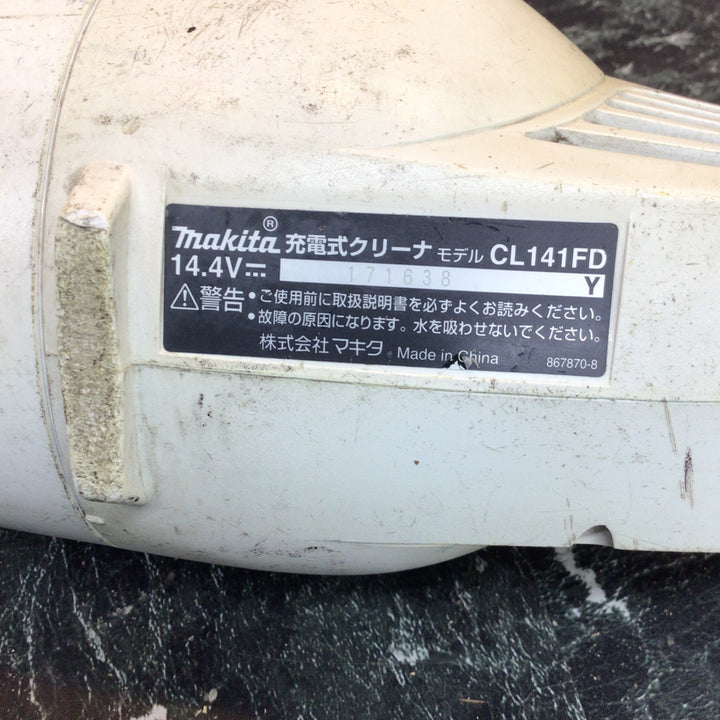 makita® 充電式クリーナ モデル CL141FD
14.4V⎓ 171638 Y
⚠警告・ご使用前に取扱説明書を必ずよくお読みください。
・故障の原因になります。水を吸わせないでください。
株式会社マキタ Made in China 867870-8